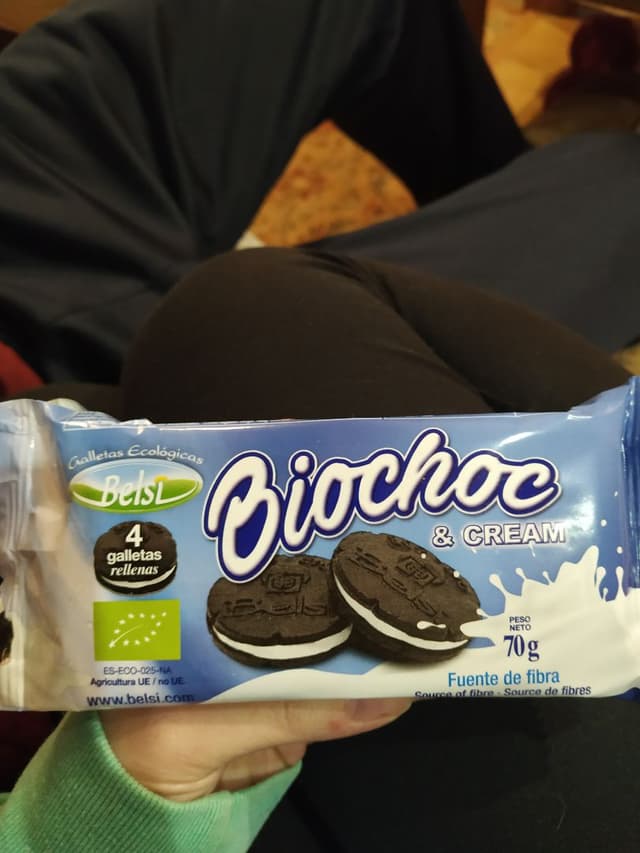 Galletas Ecológicas
Belsi
4
galletas
rellenas
Biochoc
& CREAM
ES-ECO-025-NA
Agricultura UE / no UE
www.belsi.com
PESO
NETO
70 g
Fuente de fibra
Source of fibre - Source de fibres